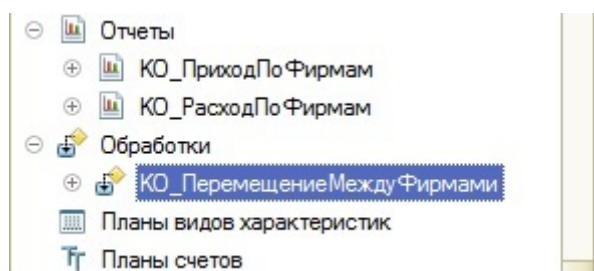 Отчеты
КО_ПриходПоФирмам
КО_РасходПоФирмам
Обработки
КО_ПеремещениеМеждуФирмами
Планы видов характеристик
Планы счетов